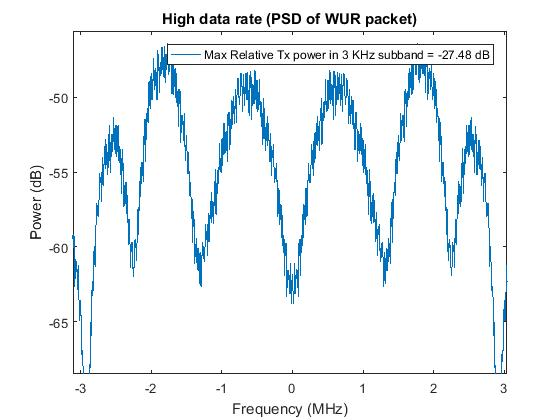 High data rate (PSD of WUR packet)
Max Relative Tx power in 3 KHz subband = -27.48 dB
Power (dB)
-50
-55
-60
-65
-3 -2 -1 0 1 2 3
Frequency (MHz)